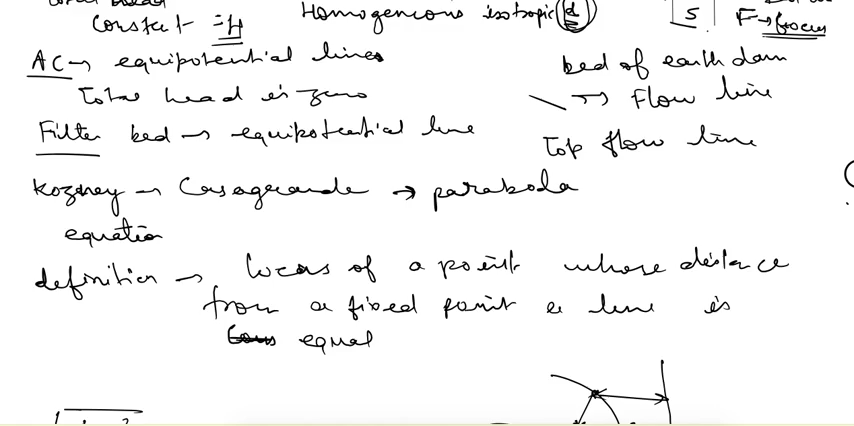 Constant = H Homogeneous isotropic (d) S F → focus
AC → equipotential lines bed of earth dam
Total head is zero → Flow line
Filter bed → equipotential line Top flow line
Kozney → Casagrande → parabola
equation
definition → locus of a point whose distance
from a fixed point & line is
equal